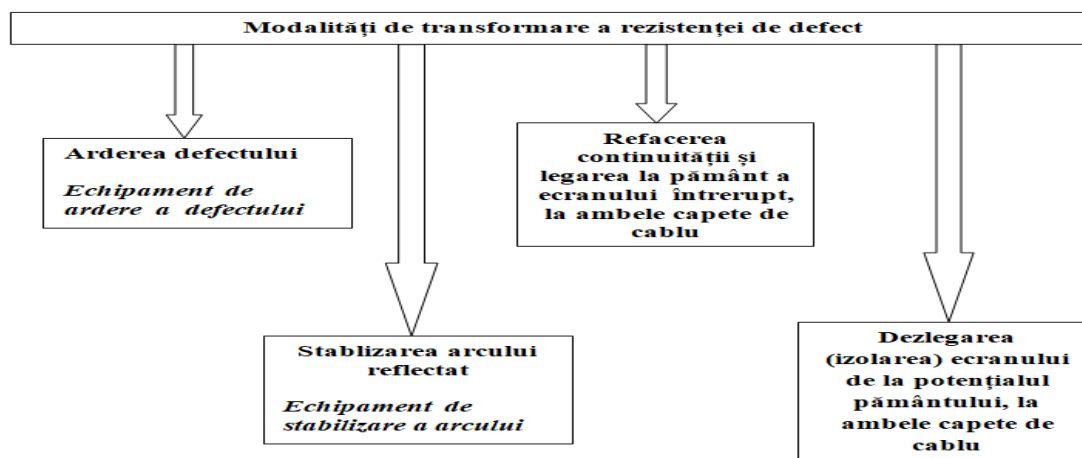 Modalități de transformare a rezistenței de defect
Arderea defectului
Echipament de
ardere a defectului
Refacerea
continuității și
legarea la pământ a
ecranului întrerupt,
la ambele capete de
cablu
Stablizarea arcului
reflectat
Echipament de
stabilizare a arcului
Dezlegarea
(izolarea) ecranului
de la potențialul
pământului, la
ambele capete de
cablu